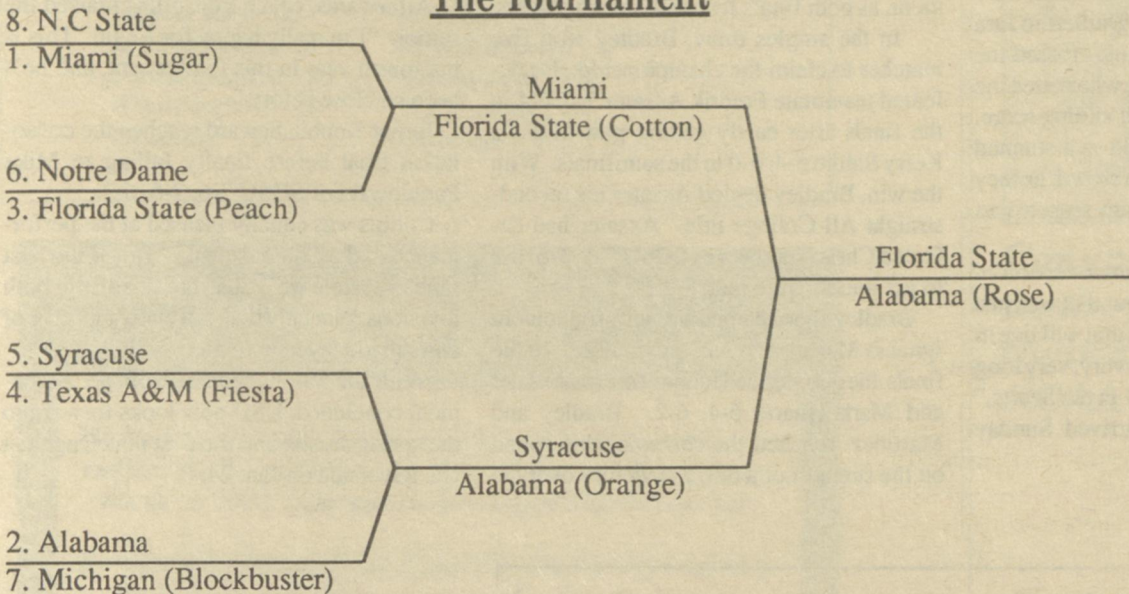 The Tournament
8. N.C State
1. Miami (Sugar)
Miami
Florida State (Cotton)
6. Notre Dame
3. Florida State (Peach)
Florida State
Alabama (Rose)
5. Syracuse
4. Texas A&M (Fiesta)
Syracuse
Alabama (Orange)
2. Alabama
7. Michigan (Blockbuster)